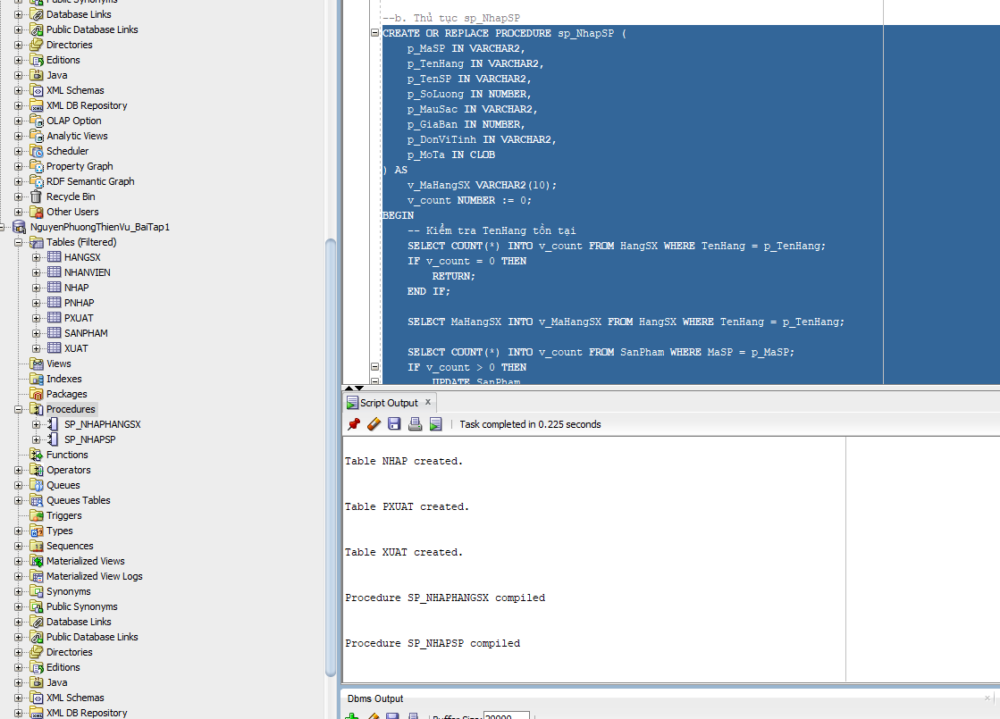 Public Synonyms
Database Links
Public Database Links
Directories
Editions
Java
XML Schemas
XML DB Repository
OLAP Option
Analytic Views
Scheduler
Property Graph
RDF Semantic Graph
Recycle Bin
Other Users
NguyenPhuongThienVu_BaiTap1
Tables (Filtered)
HANGSX
NHANVIEN
NHAP
PNHAP
PXUAT
SANPHAM
XUAT
Views
Indexes
Packages
Procedures
SP_NHAPHANGSX
SP_NHAPSP
Functions
Operators
Queues
Queues Tables
Triggers
Types
Sequences
Materialized Views
Materialized View Logs
Synonyms
Public Synonyms
Database Links
Public Database Links
Directories
Editions
Java
XML Schemas
XML DB Repository
--b. Thủ tục sp_NhapSP
CREATE OR REPLACE PROCEDURE sp_NhapSP (
p_MaSP IN VARCHAR2,
p_TenHang IN VARCHAR2,
p_TenSP IN VARCHAR2,
p_SoLuong IN NUMBER,
p_MauSac IN VARCHAR2,
p_GiaBan IN NUMBER,
p_DonViTinh IN VARCHAR2,
p_MoTa IN CLOB
) AS
v_MaHangSX VARCHAR2(10);
v_count NUMBER := 0;
BEGIN
-- Kiểm tra TenHang tồn tại
SELECT COUNT(*) INTO v_count FROM HangSX WHERE TenHang = p_TenHang;
IF v_count = 0 THEN
RETURN;
END IF;
SELECT MaHangSX INTO v_MaHangSX FROM HangSX WHERE TenHang = p_TenHang;
SELECT COUNT(*) INTO v_count FROM SanPham WHERE MaSP = p_MaSP;
IF v_count > 0 THEN
UPDATE SanPham
Script Output x
Task completed in 0.225 seconds
Table NHAP created.
Table PXUAT created.
Table XUAT created.
Procedure SP_NHAPHANGSX compiled
Procedure SP_NHAPSP compiled
Dbms Output
Buffer Size: 20000